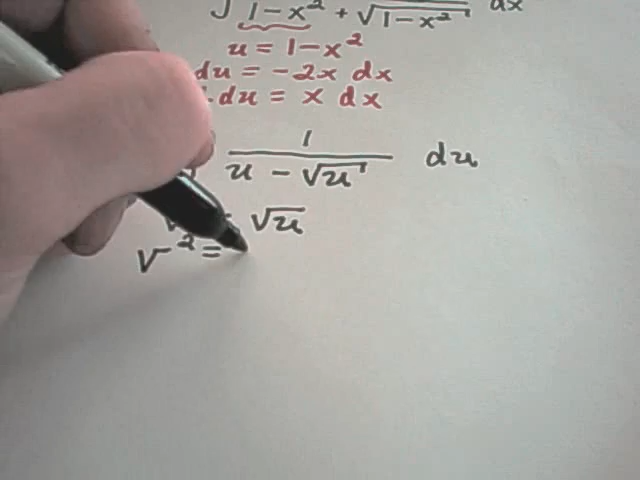 ∫ 1-x² + √1-x² dx
u = 1-x²
du = -2x dx
du = x dx
1 / u - √u du
√u
v² =